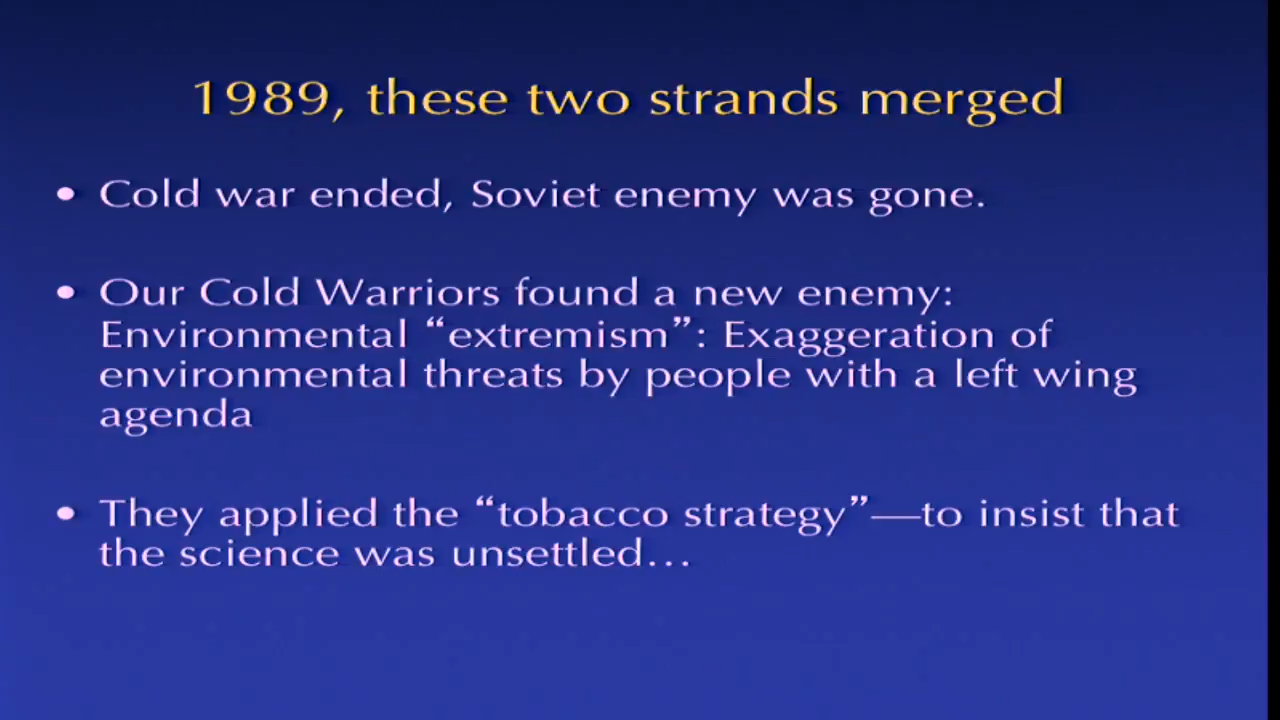 1989, these two strands merged
• Cold war ended, Soviet enemy was gone.
• Our Cold Warriors found a new enemy:
Environmental “extremism”: Exaggeration of
environmental threats by people with a left wing
agenda
• They applied the “tobacco strategy”—to insist that
the science was unsettled…